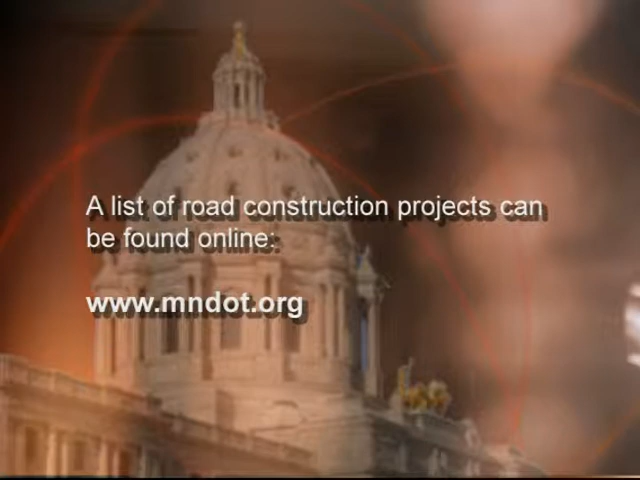 A list of road construction projects can
be found online:
www.mndot.org